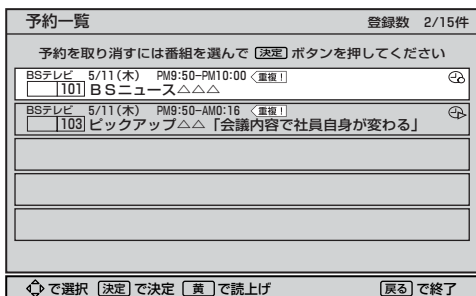 予約一覧 登録数 2/15件
予約を取り消すには番組を選んで 決定 ボタンを押してください
BSテレビ 5/11(木) PM9:50-PM10:00 重複!
101 BSニュース△△△
BSテレビ 5/11(木) PM9:50-AM0:16 重複!
103 ピックアップ△△「会議内容で社員自身が変わる」
で選択 決定 で決定 黄 で読上げ 戻る で終了